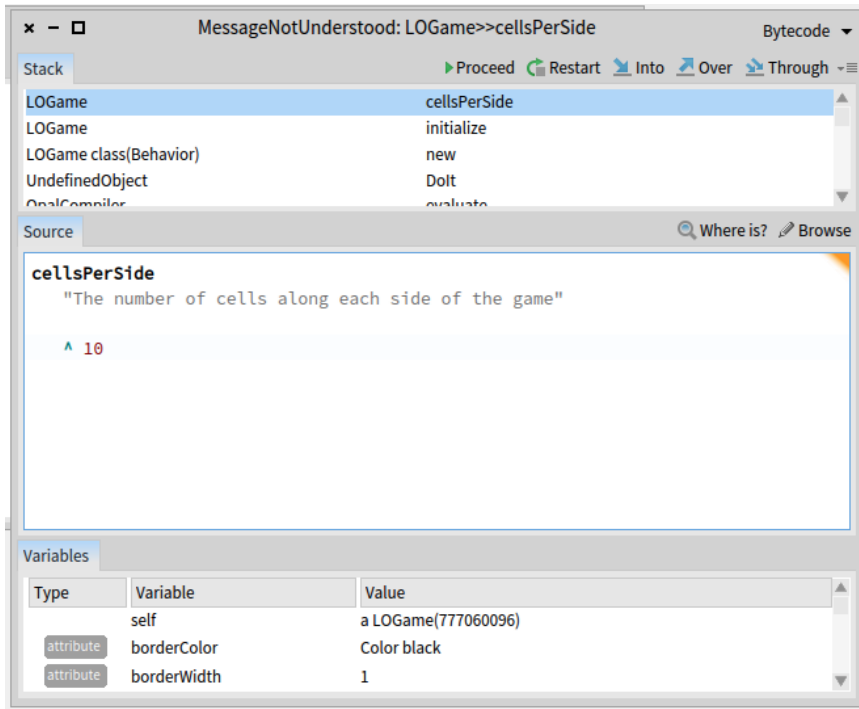 MessageNotUnderstood: LOGame>>cellsPerSide Bytecode
Stack Proceed Restart Into Over Through
LOGame cellsPerSide
LOGame initialize
LOGame class(Behavior) new
UndefinedObject DoIt
OpalCompiler evaluate
Source Where is? Browse
cellsPerSide
"The number of cells along each side of the game"
^ 10
Variables
Type Variable Value
self a LOGame(777060096)
attribute borderColor Color black
attribute borderWidth 1